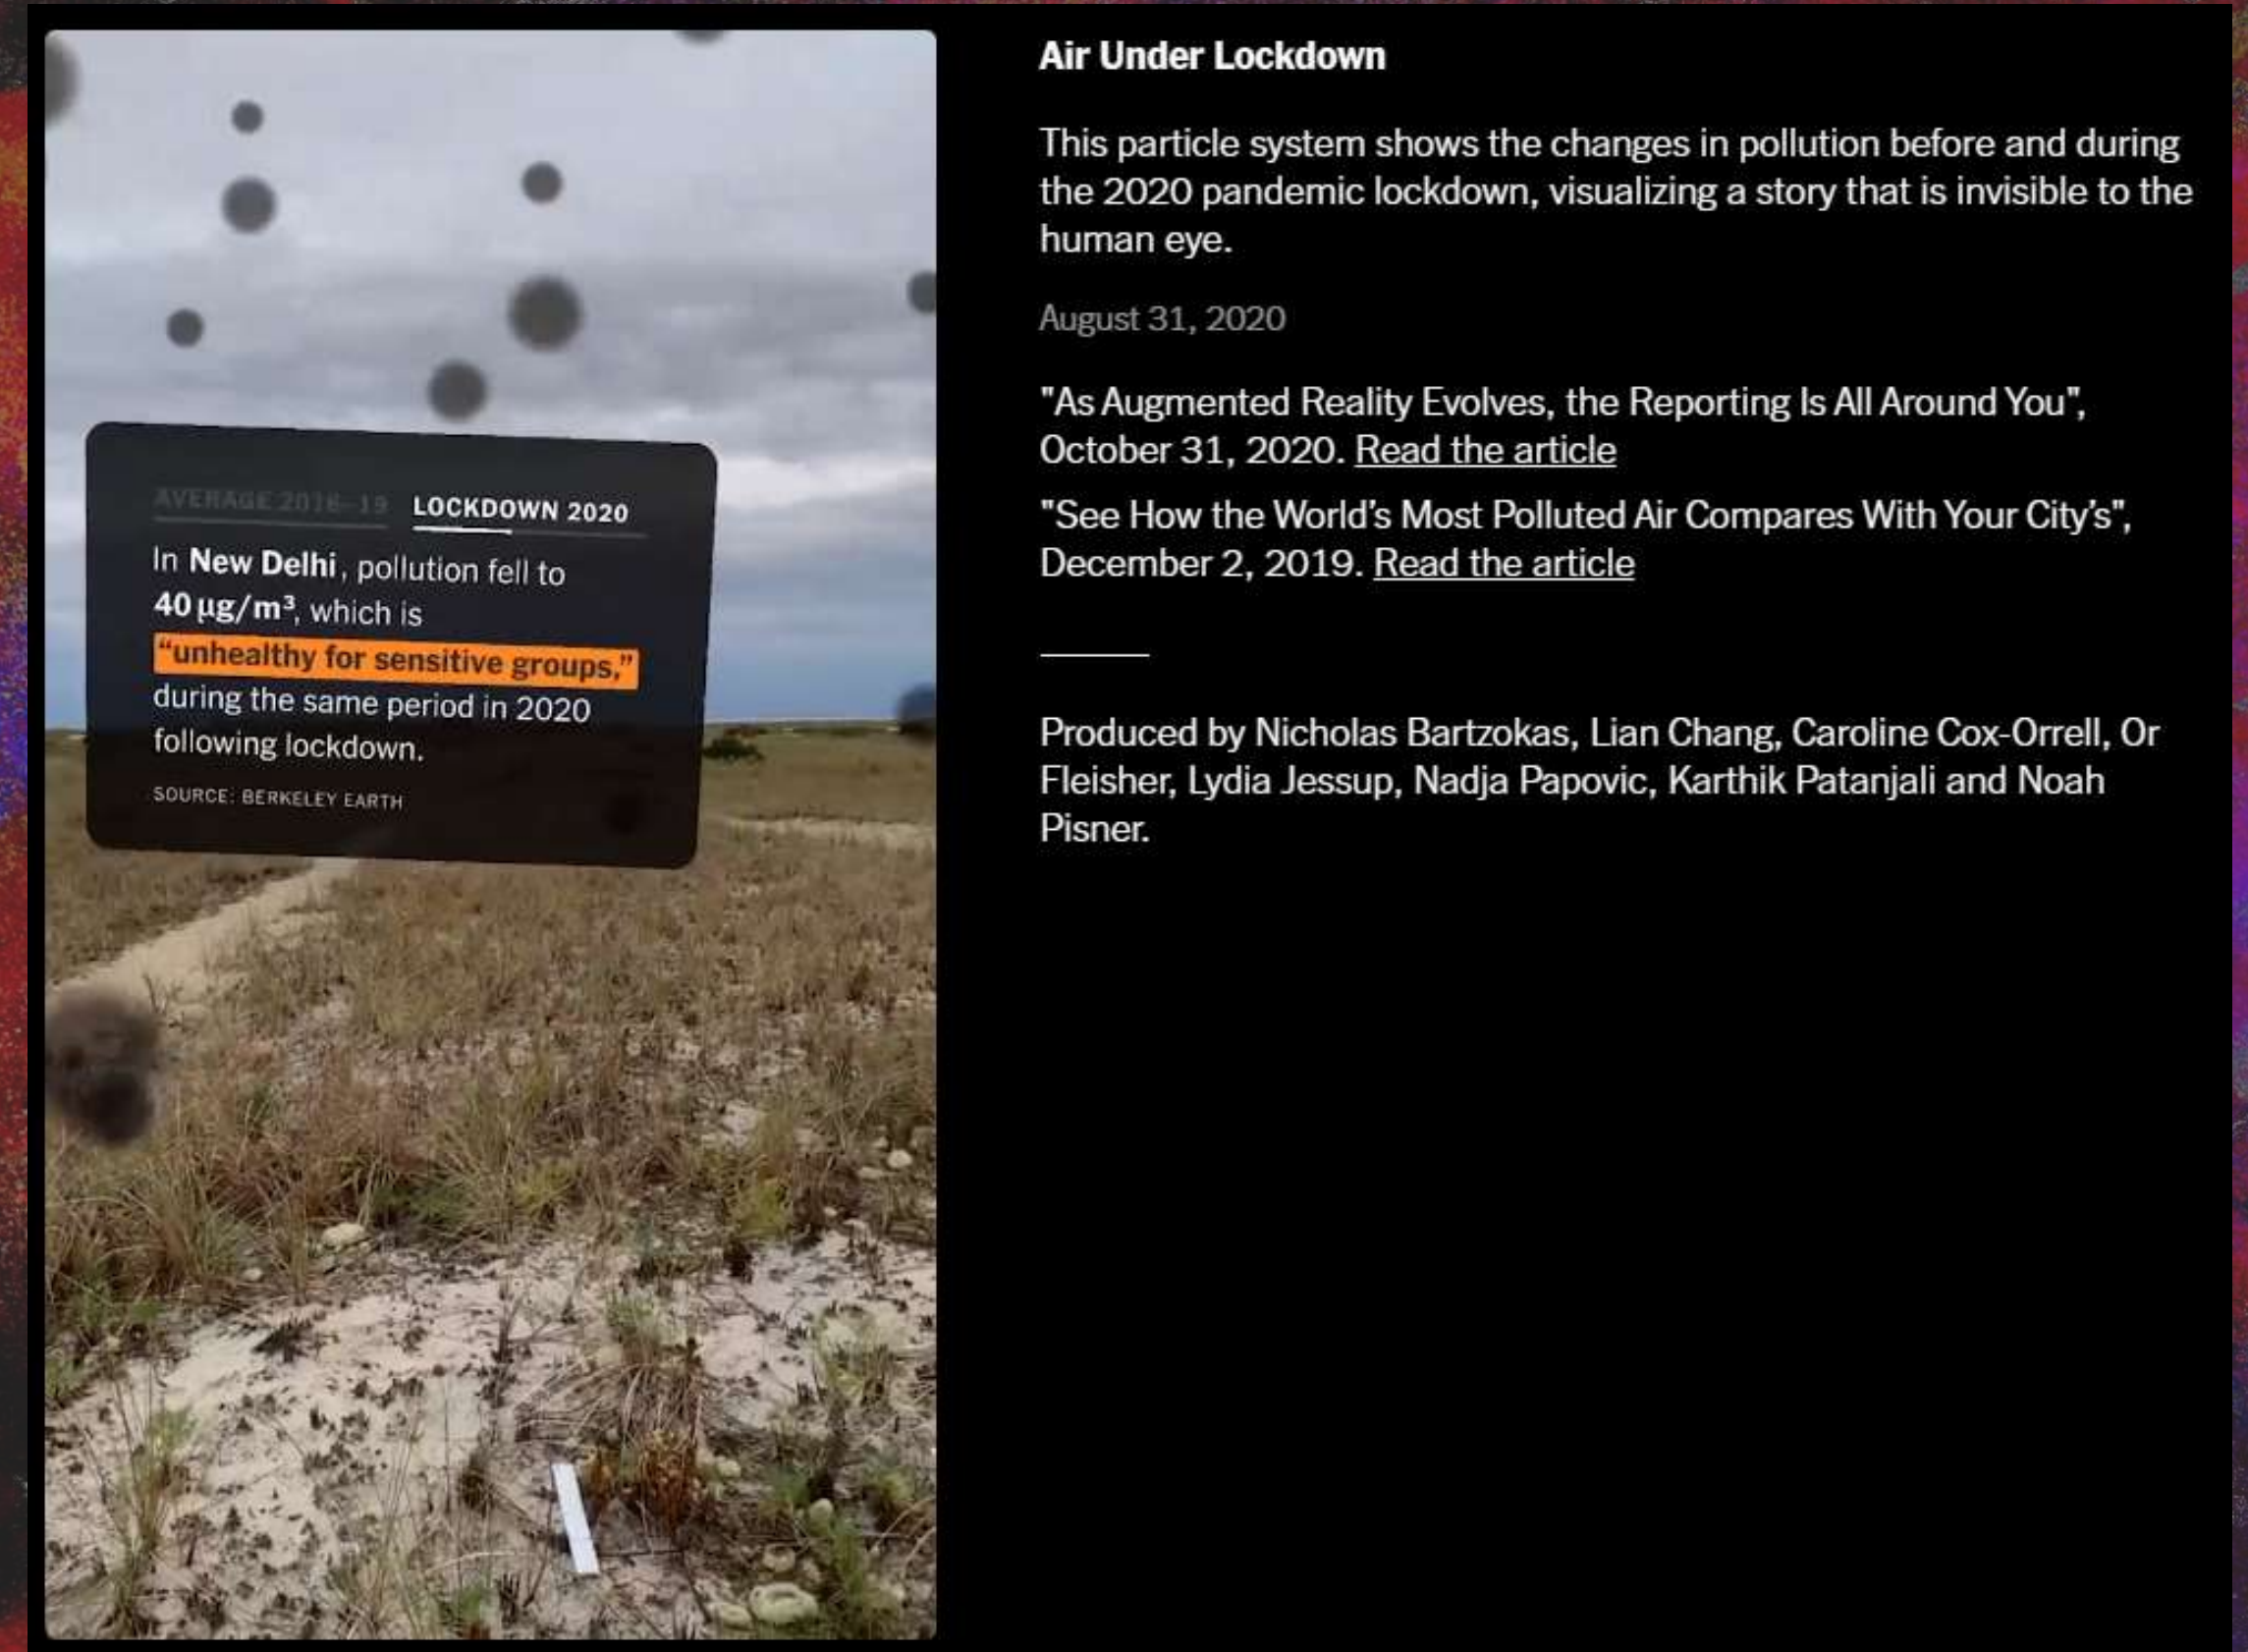 AVERAGE 2016–19 LOCKDOWN 2020
In New Delhi, pollution fell to
40 µg/m³, which is
“unhealthy for sensitive groups,”
during the same period in 2020
following lockdown.
SOURCE: BERKELEY EARTH
Air Under Lockdown
This particle system shows the changes in pollution before and during
the 2020 pandemic lockdown, visualizing a story that is invisible to the
human eye.
August 31, 2020
"As Augmented Reality Evolves, the Reporting Is All Around You",
October 31, 2020. Read the article
"See How the World’s Most Polluted Air Compares With Your City’s",
December 2, 2019. Read the article
Produced by Nicholas Bartzokas, Lian Chang, Caroline Cox-Orrell, Or
Fleisher, Lydia Jessup, Nadja Papovic, Karthik Patanjali and Noah
Pisner.